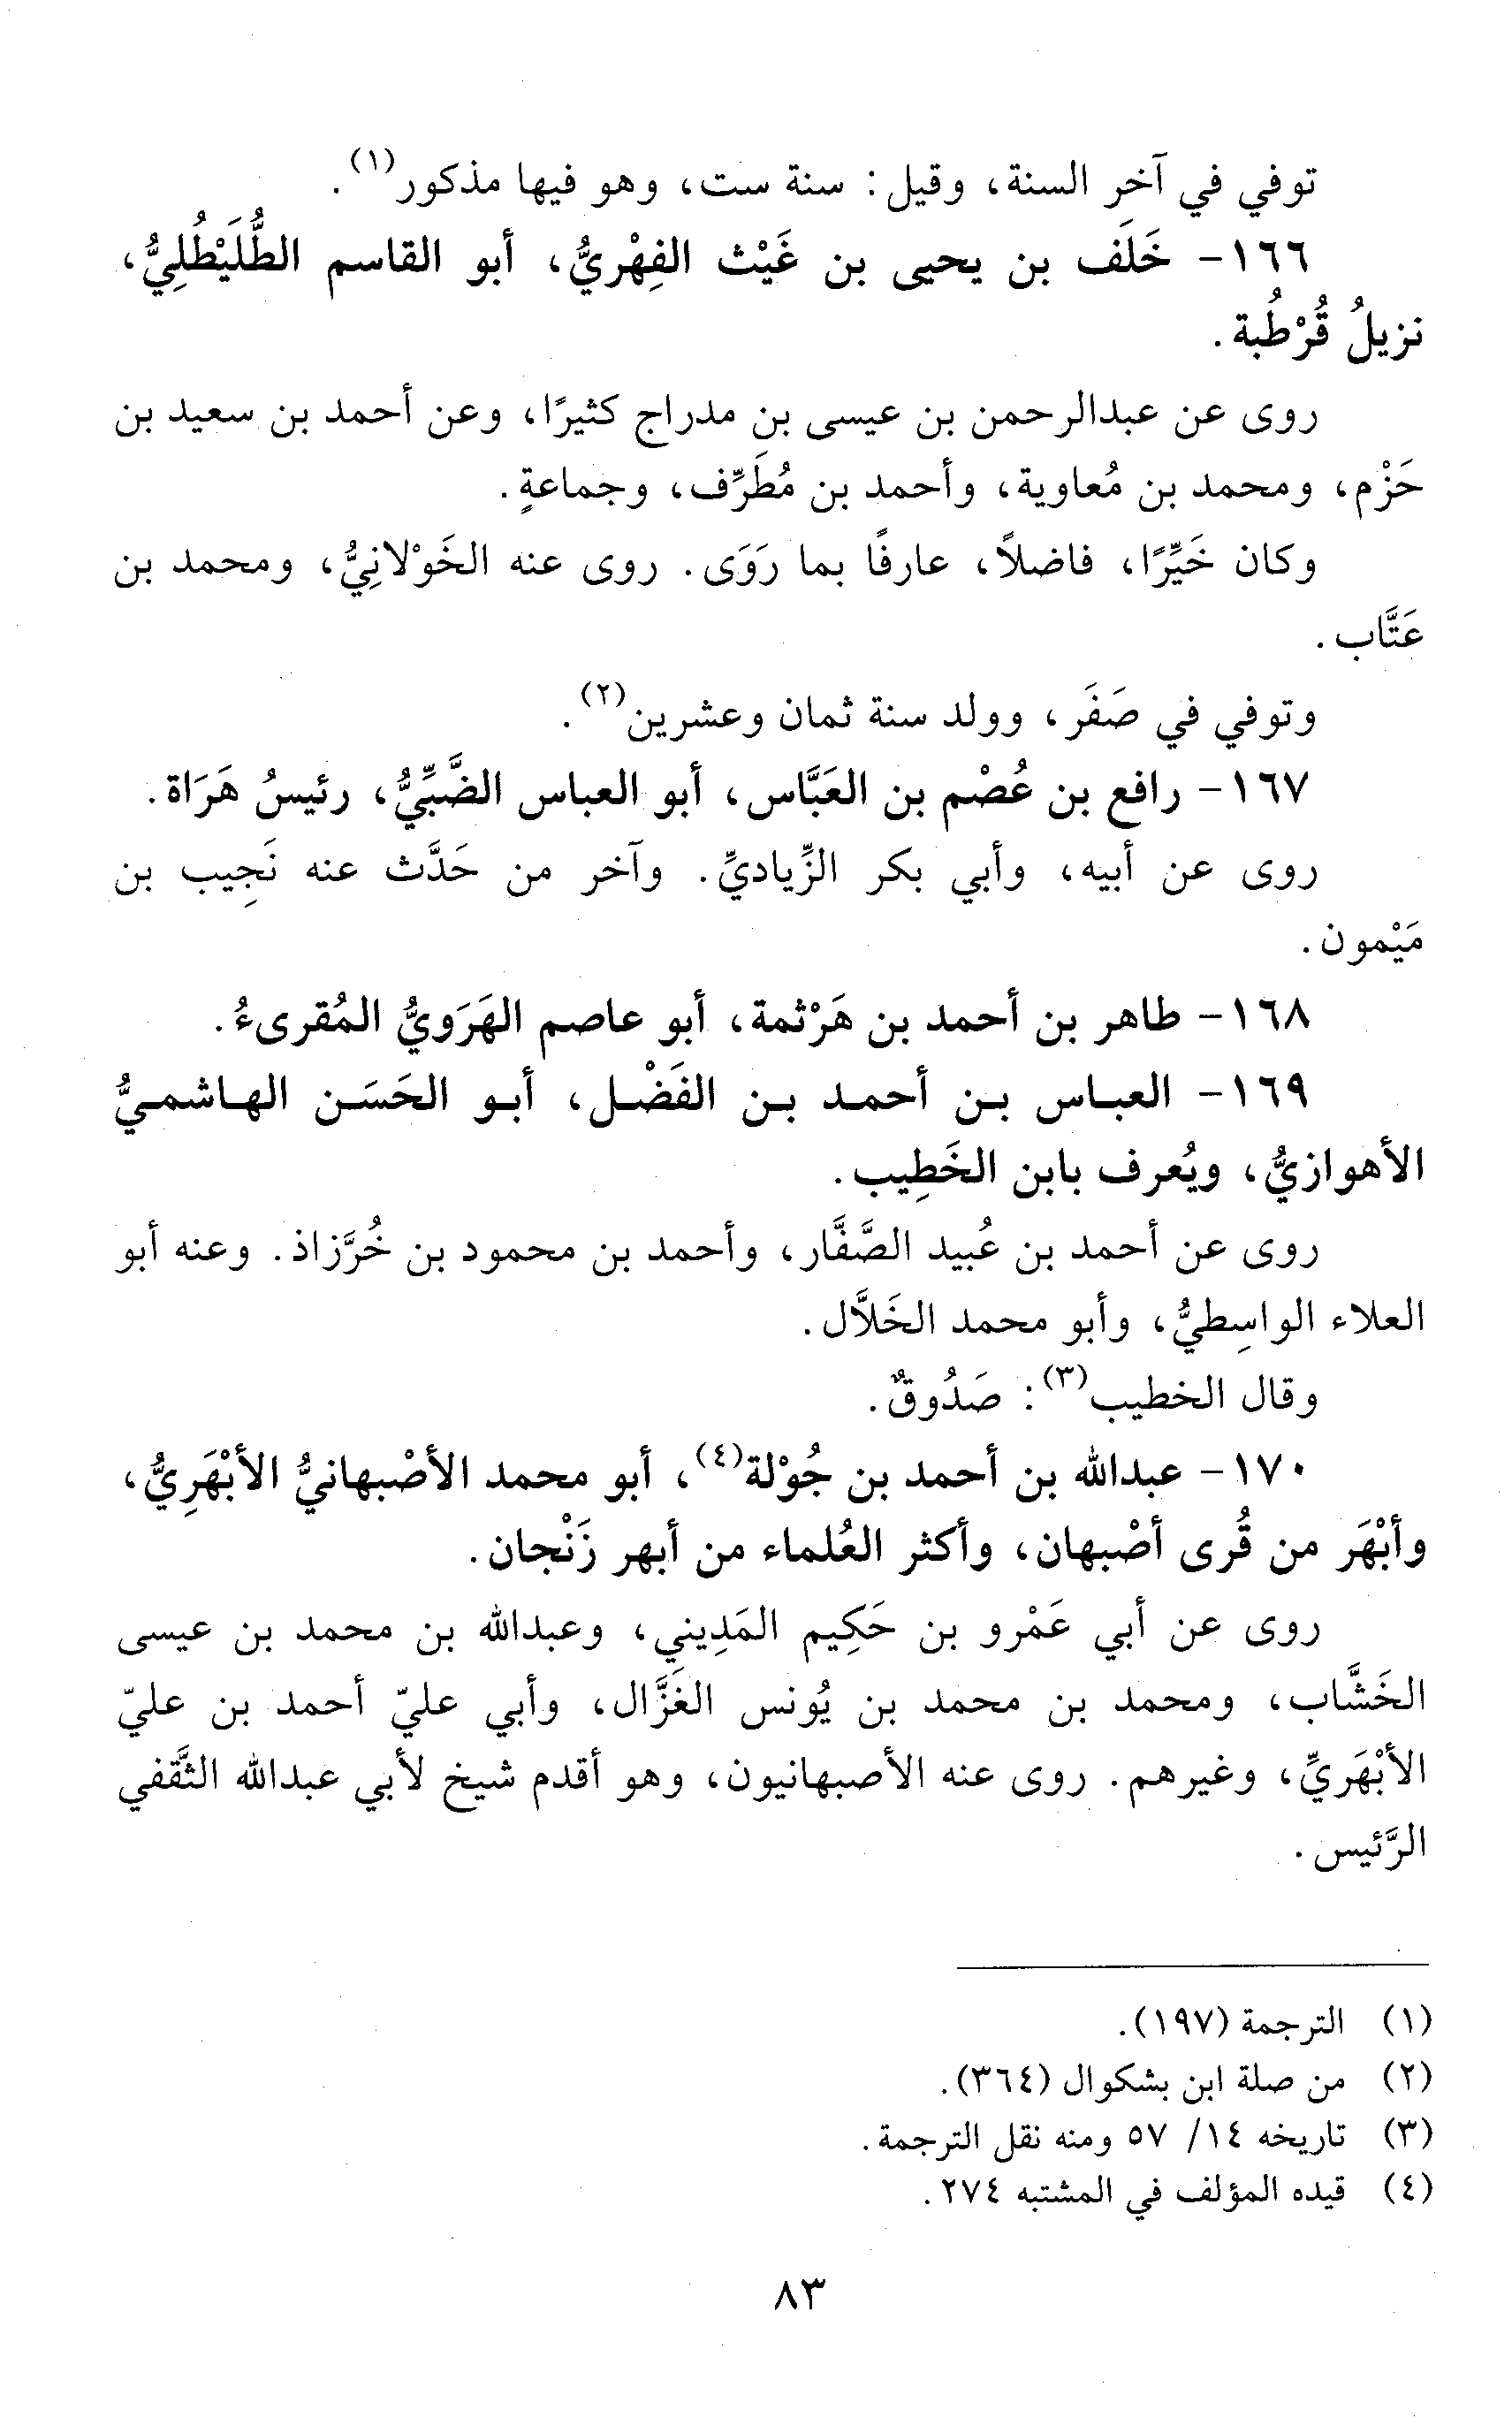 توفي في آخر السنة، وقيل: سنة ست، وهو فيها مذكور(١).
١٦٦- خَلَف بن يحيى بن غَيْث الفِهْريُّ، أبو القاسم الطُّلَيْطُلِيُّ،
نزيلُ قُرْطُبة.
روى عن عبدالرحمن بن عيسى بن مدراج كثيرًا، وعن أحمد بن سعيد بن
حَزْم، ومحمد بن مُعاوية، وأحمد بن مُطَرِّف، وجماعةٍ.
وكان خَيِّرًا، فاضلاً، عارفًا بما رَوَى. روى عنه الخَوْلانِيُّ، ومحمد بن
عَتَّاب.
وتوفي في صَفَر، وولد سنة ثمان وعشرين(٢).
١٦٧- رافع بن عُصْم بن العَبَّاس، أبو العباس الضَّبِّيُّ، رئيسُ هَرَاة.
روى عن أبيه، وأبي بكر الزِّياديِّ. وآخر من حَدَّث عنه نَجِيب بن
مَيْمون.
١٦٨- طاهر بن أحمد بن هَرْثمة، أبو عاصم الهَرَويُّ المُقرىءُ.
١٦٩- العباس بن أحمد بن الفَضْل، أبو الحَسَن الهاشميُّ
الأهوازيُّ، ويُعرف بابن الخَطِيب.
روى عن أحمد بن عُبيد الصَّفَّار، وأحمد بن محمود بن خُرَّزاذ. وعنه أبو
العلاء الواسِطيُّ، وأبو محمد الخَلاَّل.
وقال الخطيب(٣): صَدُوقٌ.
١٧٠- عبدالله بن أحمد بن جُوْلة(٤)، أبو محمد الأصْبهانيُّ الأبْهَرِيُّ،
وأبْهَر من قُرى أصْبهان، وأكثر العُلماء من أبهر زَنْجان.
روى عن أبي عَمْرو بن حَكِيم المَدِيني، وعبدالله بن محمد بن عيسى
الخَشَّاب، ومحمد بن محمد بن يُونس الغَزَّال، وأبي عليّ أحمد بن عليّ
الأبْهَريِّ، وغيرهم. روى عنه الأصبهانيون، وهو أقدم شيخ لأبي عبدالله الثَّقفي
الرَّئيس.
(١) الترجمة (١٩٧).
(٢) من صلة ابن بشكوال (٣٦٤).
(٣) تاريخه ١٤/ ٥٧ ومنه نقل الترجمة.
(٤) قيده المؤلف في المشتبه ٢٧٤.
٨٣